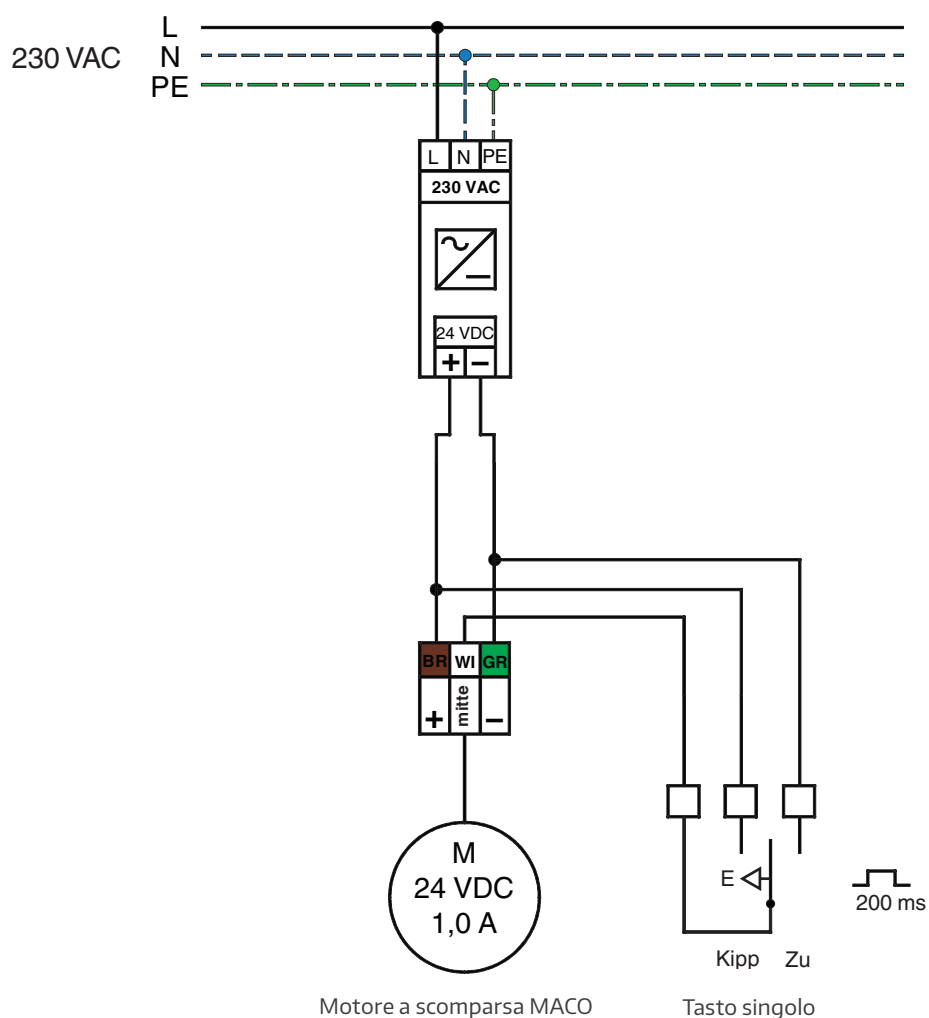 L
230 VAC
N
PE
L N PE
230 VAC
24 VDC
+ −
BR WI GR
+ mitte −
M
24 VDC
1,0 A
E
200 ms
Kipp Zu
Motore a scomparsa MACO
Tasto singolo